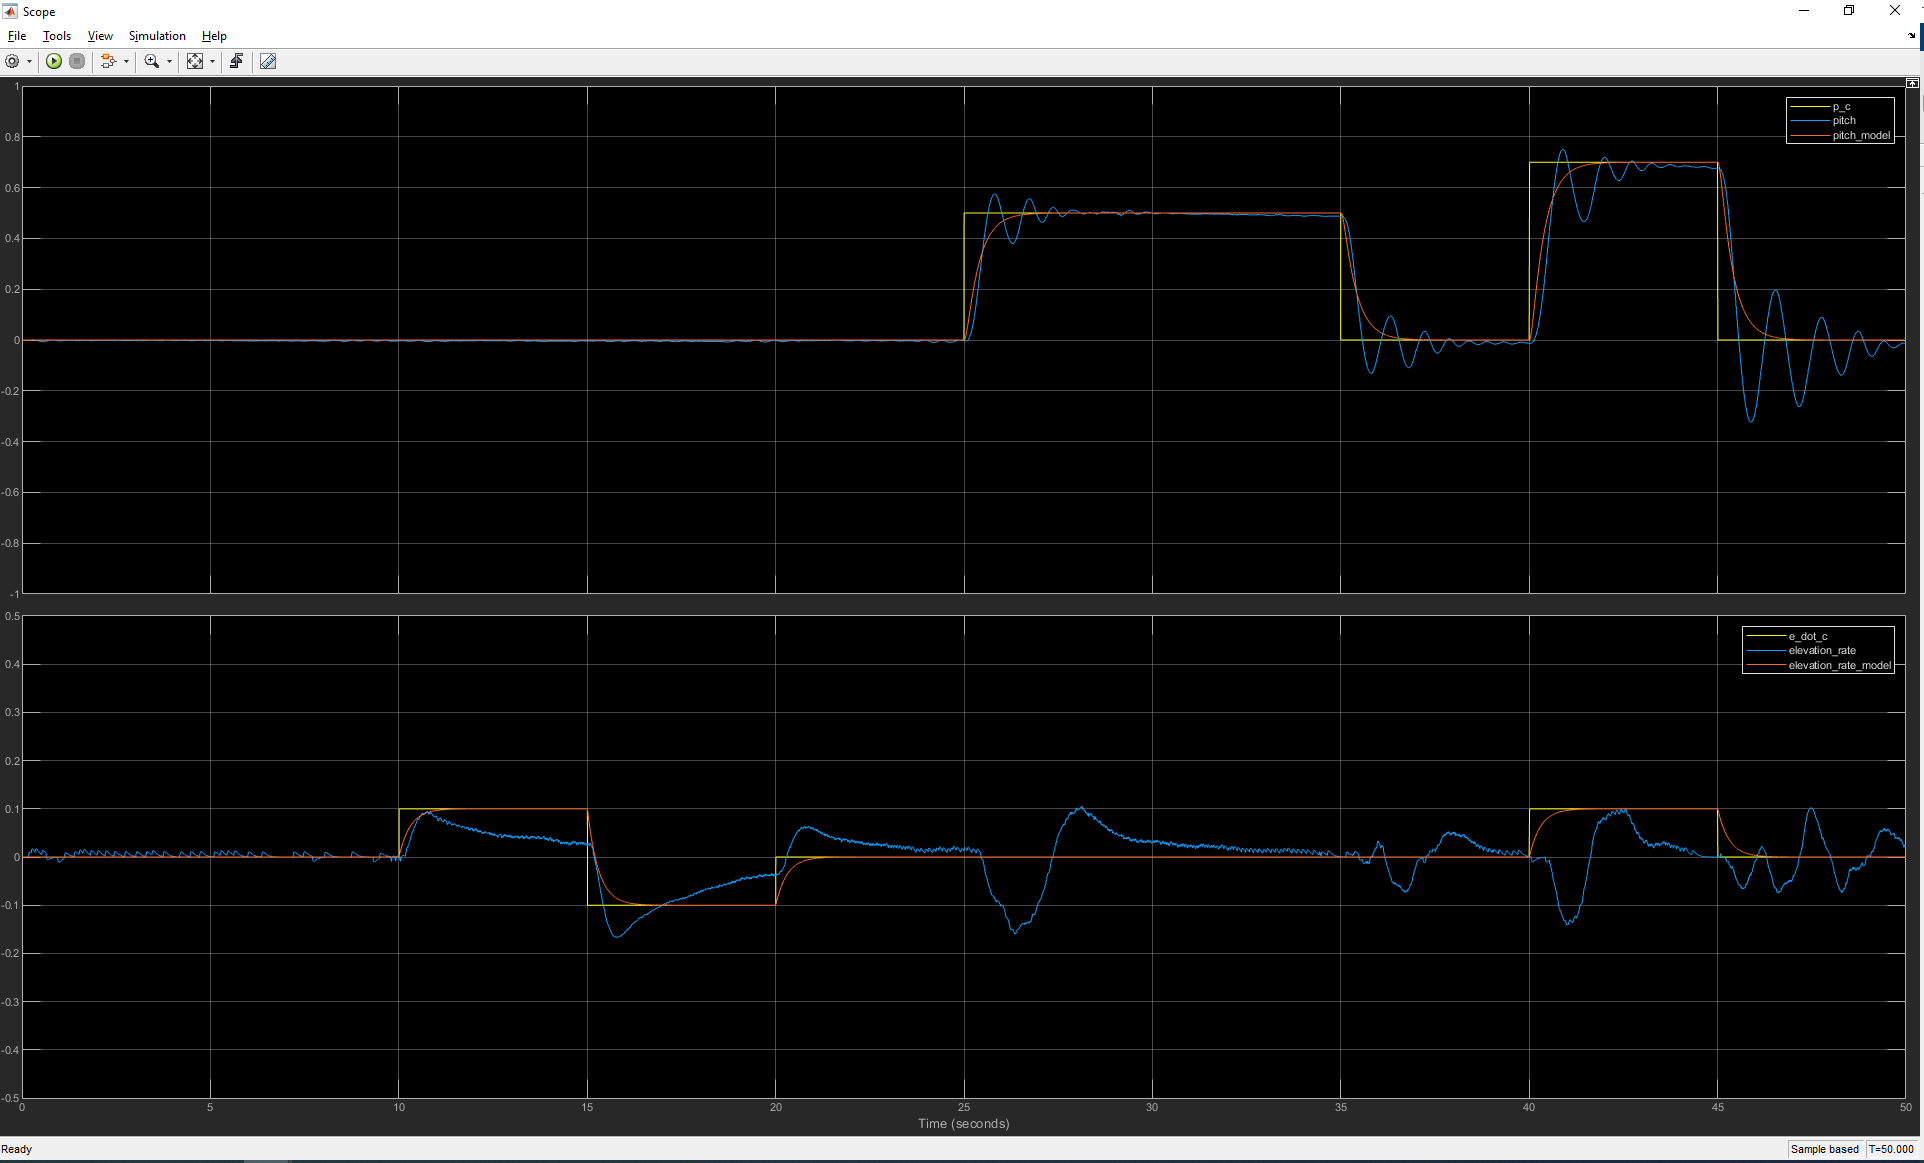 Scope
File Tools View Simulation Help
1
0.8
0.6
0.4
0.2
0
-0.2
-0.4
-0.6
-0.8
-1
p_c
pitch
pitch_model
0.5
0.4
0.3
0.2
0.1
0
-0.1
-0.2
-0.3
-0.4
-0.5
e_dot_c
elevation_rate
elevation_rate_model
0 5 10 15 20 25 30 35 40 45 50
Time (seconds)
Ready Sample based T=50.000